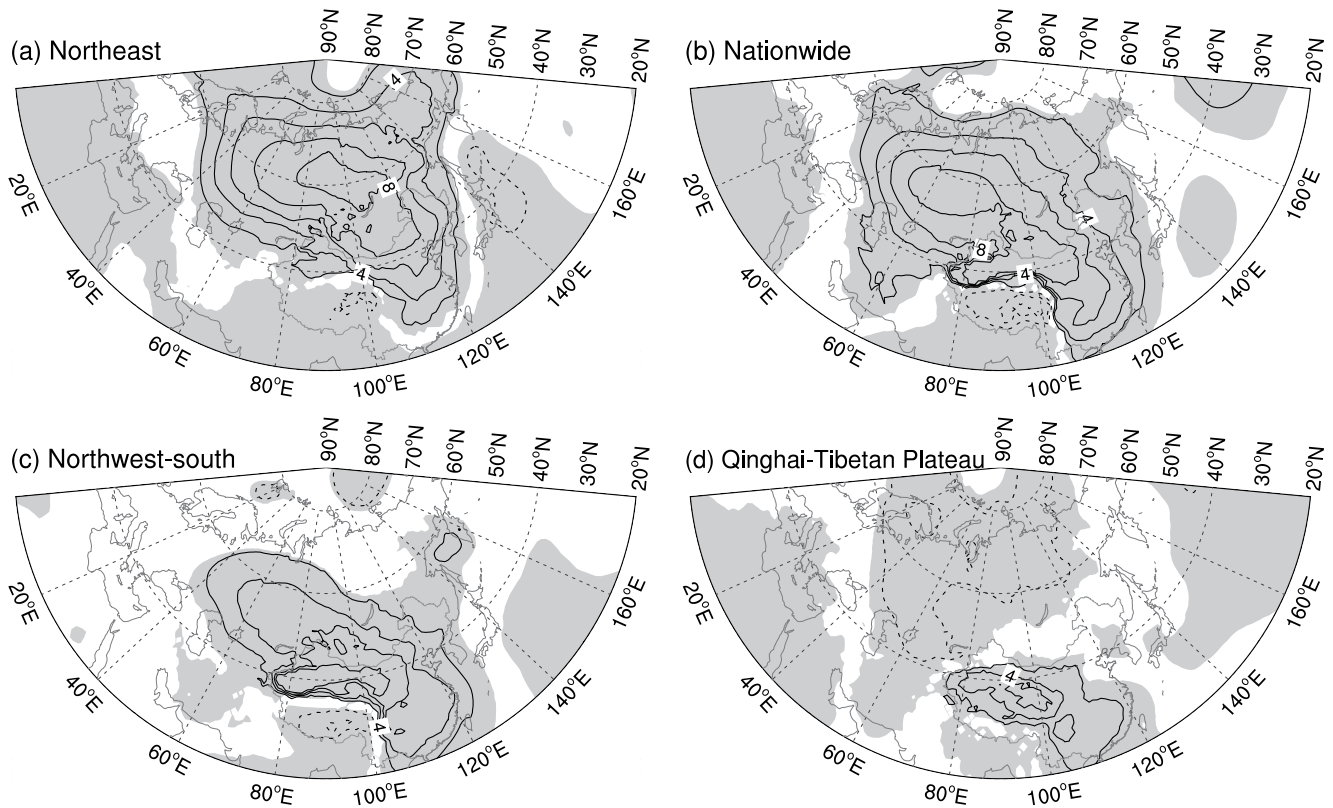 (a) Northeast
90°N 80°N 70°N 60°N 50°N 40°N 30°N 20°N
4
8
4
20°E 40°E 60°E 80°E 100°E 120°E 140°E 160°E
(b) Nationwide
90°N 80°N 70°N 60°N 50°N 40°N 30°N 20°N
4
8
4
20°E 40°E 60°E 80°E 100°E 120°E 140°E 160°E
(c) Northwest-south
90°N 80°N 70°N 60°N 50°N 40°N 30°N 20°N
4
20°E 40°E 60°E 80°E 100°E 120°E 140°E 160°E
(d) Qinghai-Tibetan Plateau
90°N 80°N 70°N 60°N 50°N 40°N 30°N 20°N
4
20°E 40°E 60°E 80°E 100°E 120°E 140°E 160°E